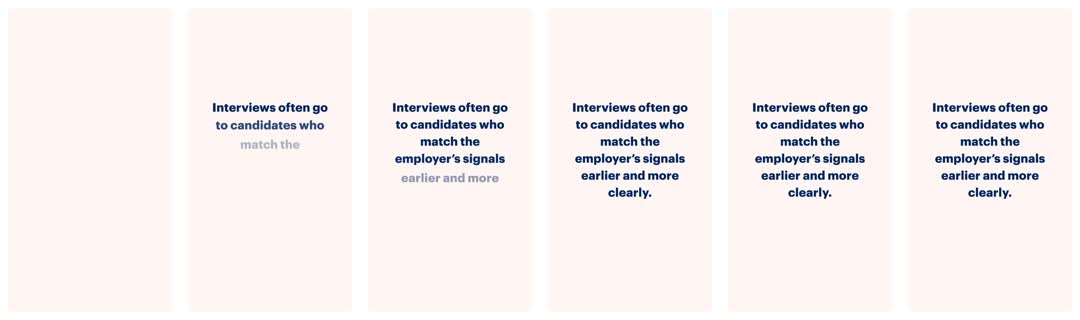 Interviews often go
to candidates who
match the
Interviews often go
to candidates who
match the
employer’s signals
earlier and more
Interviews often go
to candidates who
match the
employer’s signals
earlier and more
clearly.
Interviews often go
to candidates who
match the
employer’s signals
earlier and more
clearly.
Interviews often go
to candidates who
match the
employer’s signals
earlier and more
clearly.